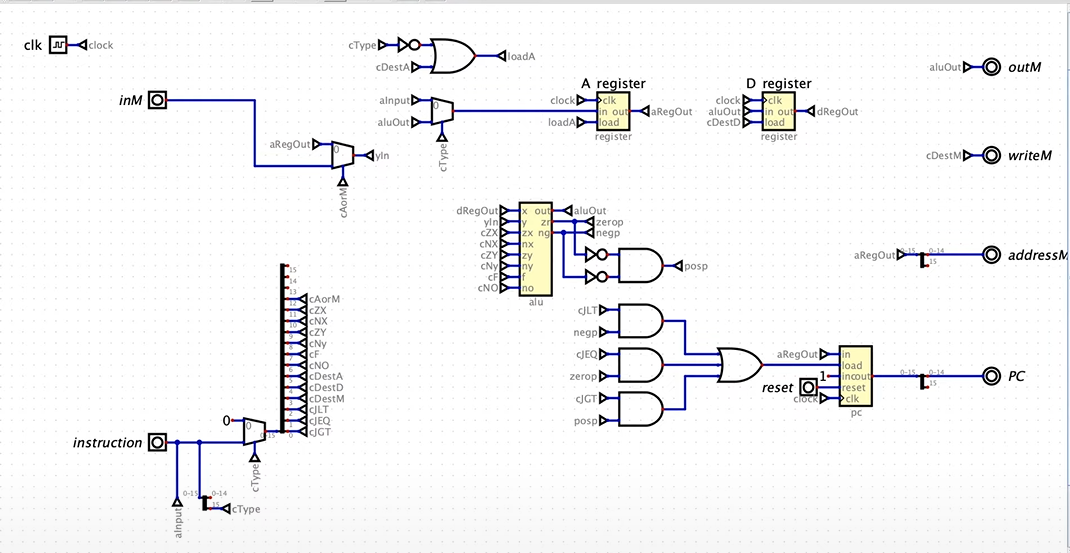 clk clock
cType
cDestA loadA
aluOut outM
A register
D register
inM
aInput
aluOut
0
cType
clock clk
in out aRegOut
loadA load
register
clock clk
aluOut in out dRegOut
cDestD load
register
aRegOut 0 yIn
cAorM
cDestM writeM
dRegOut x out aluOut
yIn y zr zerop
cZX zx ng negp
cNX nx
cZY zy
cNy ny
cF f
cNO no
alu
posp
aRegOut 0-15 0-14 addressM
15
15
14
13
12 cAorM
11 cZX
10 cNX
9 cZY
8 cNy
7 cF
6 cNO
5 cDestA
4 cDestD
3 cDestM
2 cJLT
1 cJEQ
0 cJGT
cJLT
negp
cJEQ
zerop
cJGT
posp
aRegOut in
load
1 inc out 0-15 0-14 PC
15
reset reset
clock clk
pc
0 0
instruction 0-15
cType
0-15 0-14
15 cType
aInput